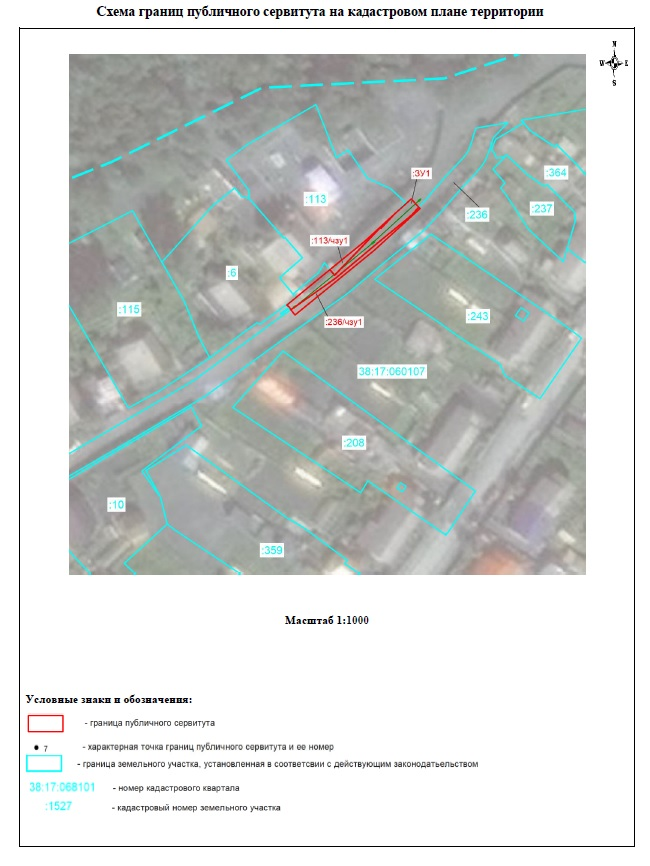 Схема границ публичного сервитута на кадастровом плане территории
N
W E
S
:ЗУ1
:364
:113
:237
:236
:113/чзу1
:6
:115
:236/чзу1
:243
38:17:060107
:208
:10
:359
Масштаб 1:1000
Условные знаки и обозначения:
- граница публичного сервитута
7 - характерная точка границ публичного сервитута и ее номер
- граница земельного участка, установленная в соответсвии с действующим законодатьельством
38:17:068101 - номер кадастрового квартала
:1527 - кадастровый номер земельного участка